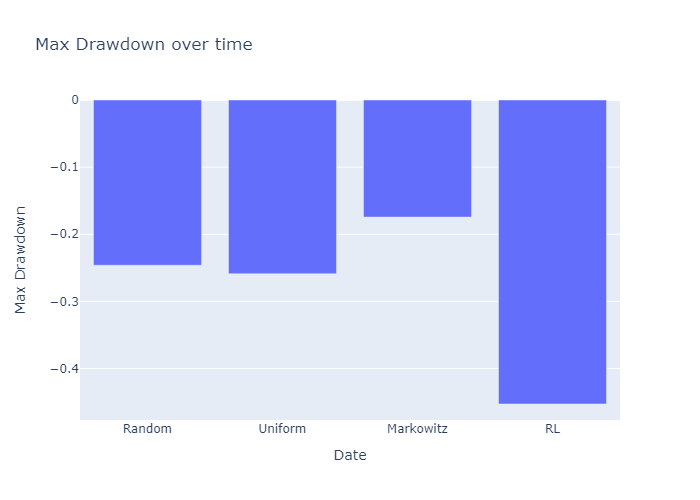 Max Drawdown over time
0
−0.1
−0.2
−0.3
−0.4
Max Drawdown
Random
Uniform
Markowitz
RL
Date